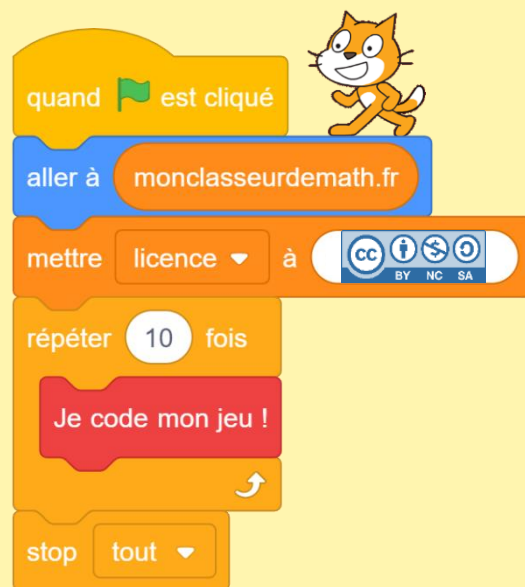 quand est cliqué
aller à monclasseurdemath.fr
mettre licence à cc BY NC SA
répéter 10 fois
Je code mon jeu !
stop tout